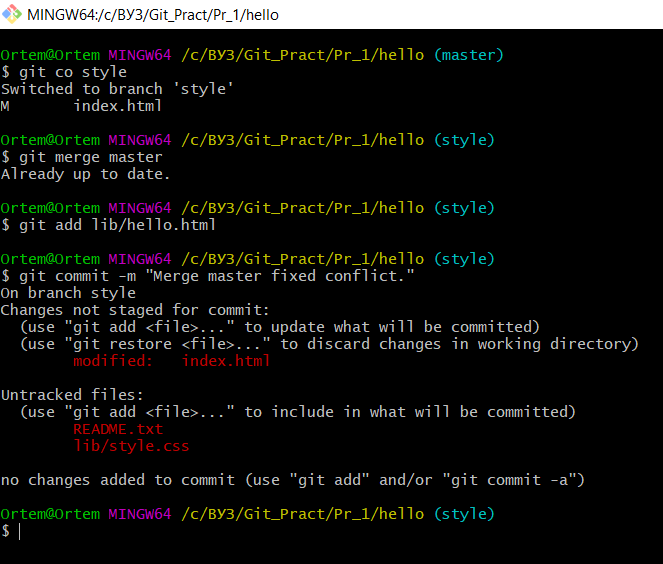 MINGW64:/c/ВУЗ/Git_Pract/Pr_1/hello
Ortem@Ortem MINGW64 /c/ВУЗ/Git_Pract/Pr_1/hello (master)
$ git co style
Switched to branch 'style'
M       index.html
Ortem@Ortem MINGW64 /c/ВУЗ/Git_Pract/Pr_1/hello (style)
$ git merge master
Already up to date.
Ortem@Ortem MINGW64 /c/ВУЗ/Git_Pract/Pr_1/hello (style)
$ git add lib/hello.html
Ortem@Ortem MINGW64 /c/ВУЗ/Git_Pract/Pr_1/hello (style)
$ git commit -m "Merge master fixed conflict."
On branch style
Changes not staged for commit:
  (use "git add <file>..." to update what will be committed)
  (use "git restore <file>..." to discard changes in working directory)
        modified:   index.html
Untracked files:
  (use "git add <file>..." to include in what will be committed)
        README.txt
        lib/style.css
no changes added to commit (use "git add" and/or "git commit -a")
Ortem@Ortem MINGW64 /c/ВУЗ/Git_Pract/Pr_1/hello (style)
$